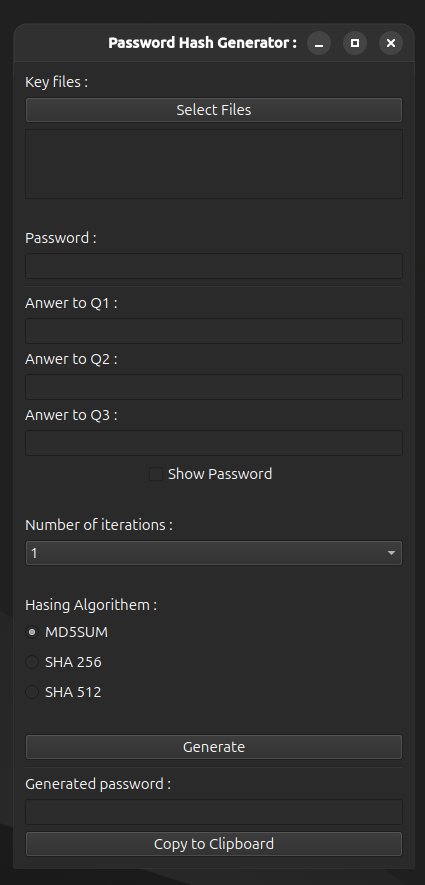 Password Hash Generator :
Key files :
Select Files
Password :
Anwer to Q1 :
Anwer to Q2 :
Anwer to Q3 :
Show Password
Number of iterations :
1
Hasing Algorithem :
MD5SUM
SHA 256
SHA 512
Generate
Generated password :
Copy to Clipboard